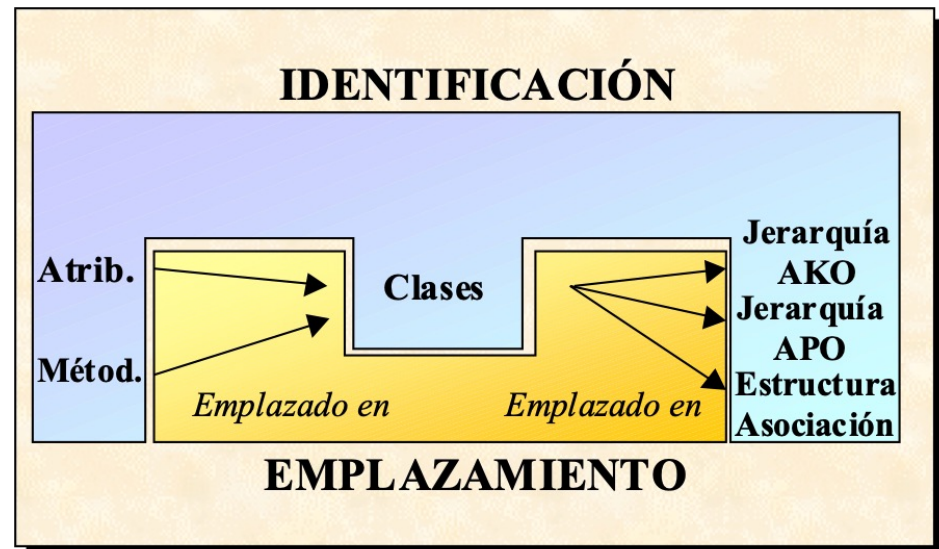 IDENTIFICACIÓN
Atrib.
Métod.
Clases
Emplazado en
Emplazado en
Jerarquía
AKO
Jerarquía
APO
Estructura
Asociación
EMPLAZAMIENTO